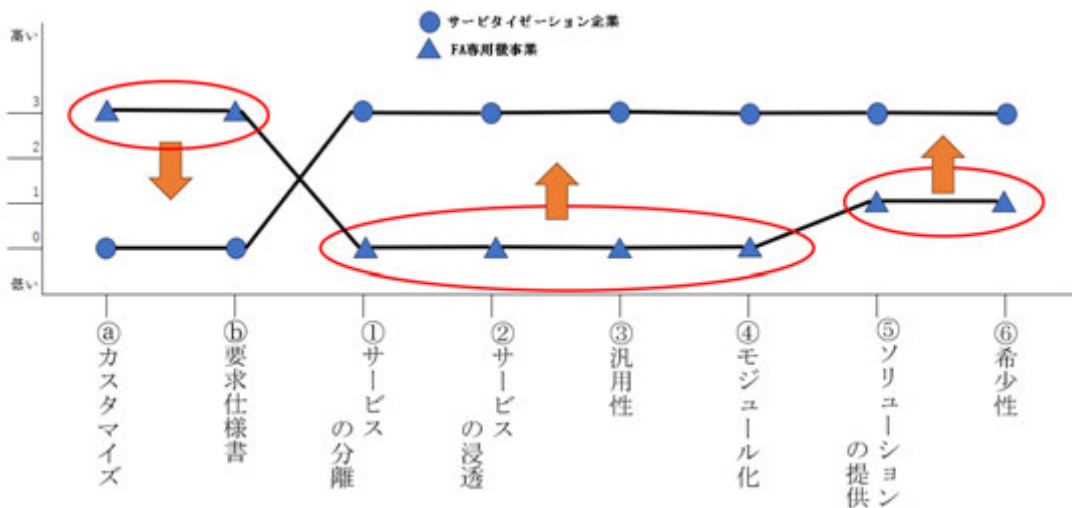 サービタイゼーション企業
FA専用機事業
高い
3
2
1
0
低い
ⓐカスタマイズ
ⓑ要求仕様書
①サービス
の分離
②サービス
の浸透
③汎用性
④モジュール化
⑤ソリューション
の提供
⑥希少性